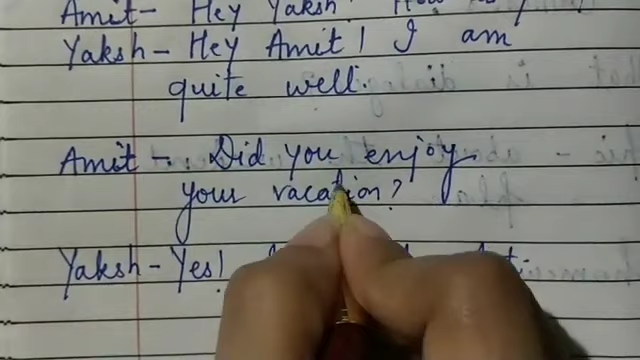 Amit - Hey Yaksh
Yaksh - Hey Amit! I am
quite well.
Amit - Did you enjoy
your vacation?
Yaksh - Yes!